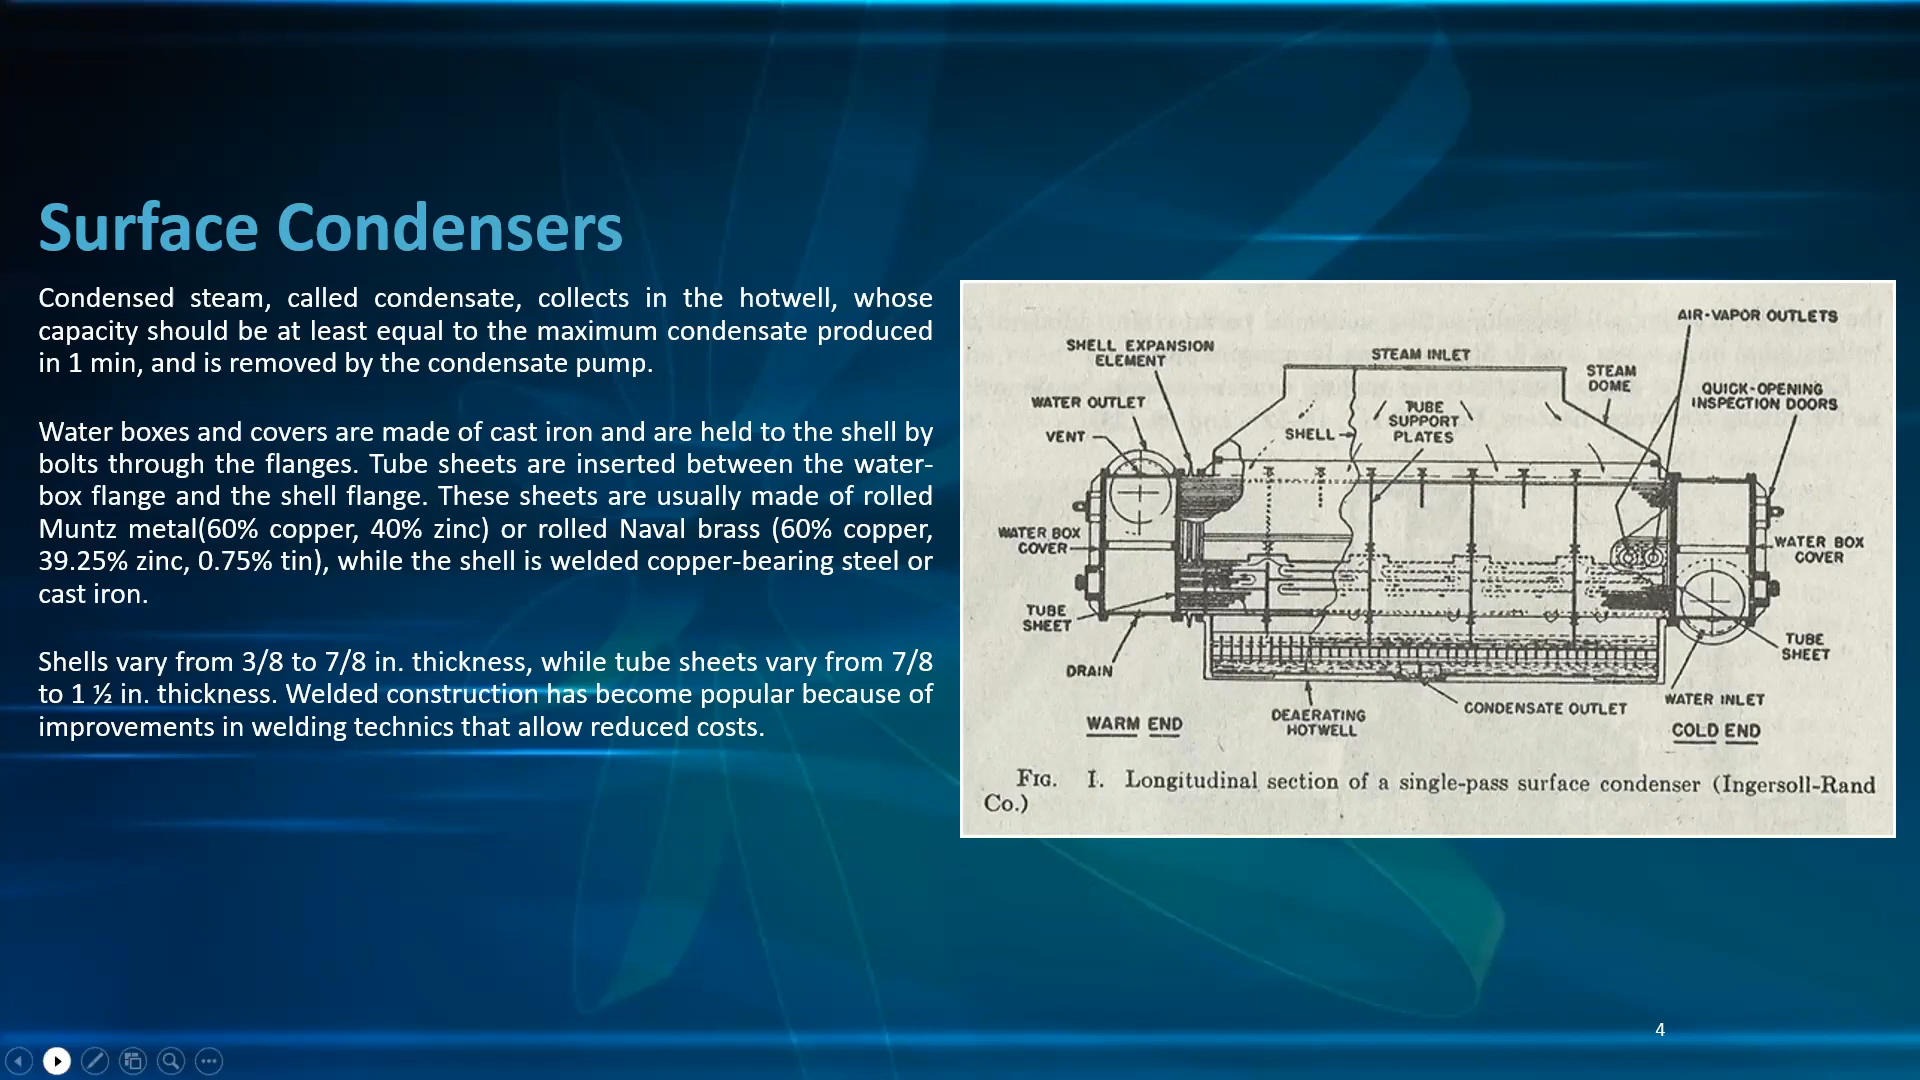 Surface Condensers
Condensed steam, called condensate, collects in the hotwell, whose
capacity should be at least equal to the maximum condensate produced
in 1 min, and is removed by the condensate pump.
Water boxes and covers are made of cast iron and are held to the shell by
bolts through the flanges. Tube sheets are inserted between the water-
box flange and the shell flange. These sheets are usually made of rolled
Muntz metal(60% copper, 40% zinc) or rolled Naval brass (60% copper,
39.25% zinc, 0.75% tin), while the shell is welded copper-bearing steel or
cast iron.
Shells vary from 3/8 to 7/8 in. thickness, while tube sheets vary from 7/8
to 1 ½ in. thickness. Welded construction has become popular because of
improvements in welding technics that allow reduced costs.
AIR-VAPOR OUTLETS
SHELL EXPANSION
ELEMENT
STEAM INLET
STEAM
DOME
QUICK-OPENING
INSPECTION DOORS
WATER OUTLET
TUBE
SUPPORT
PLATES
VENT
SHELL
WATER BOX
COVER
WATER BOX
COVER
TUBE
SHEET
TUBE
SHEET
DRAIN
WATER INLET
CONDENSATE OUTLET
DEAERATING
HOTWELL
WARM END
COLD END
FIG. I. Longitudinal section of a single-pass surface condenser (Ingersoll-Rand
Co.)
4